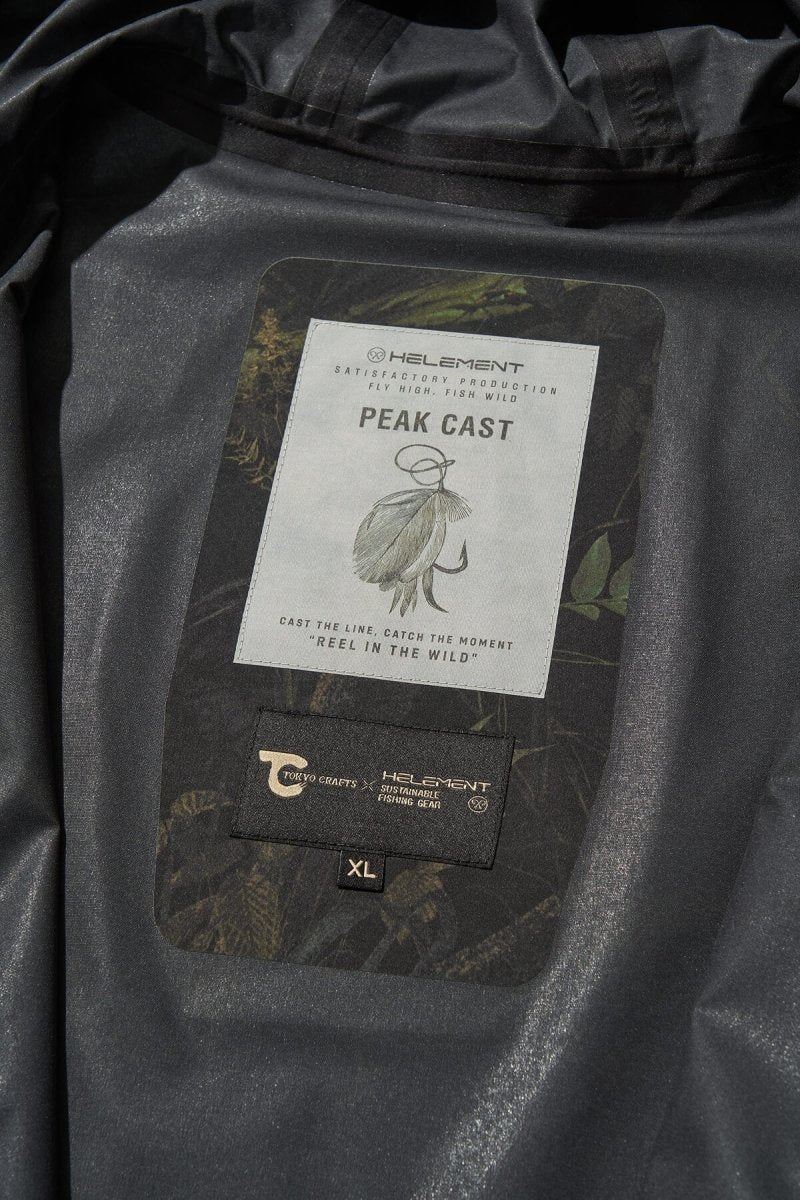 HELEMENT
SATISFACTORY PRODUCTION
FLY HIGH, FISH WILD
PEAK CAST
CAST THE LINE, CATCH THE MOMENT
"REEL IN THE WILD"
TC TOKYO CRAFTS × HELEMENT
SUSTAINABLE
FISHING GEAR
XL